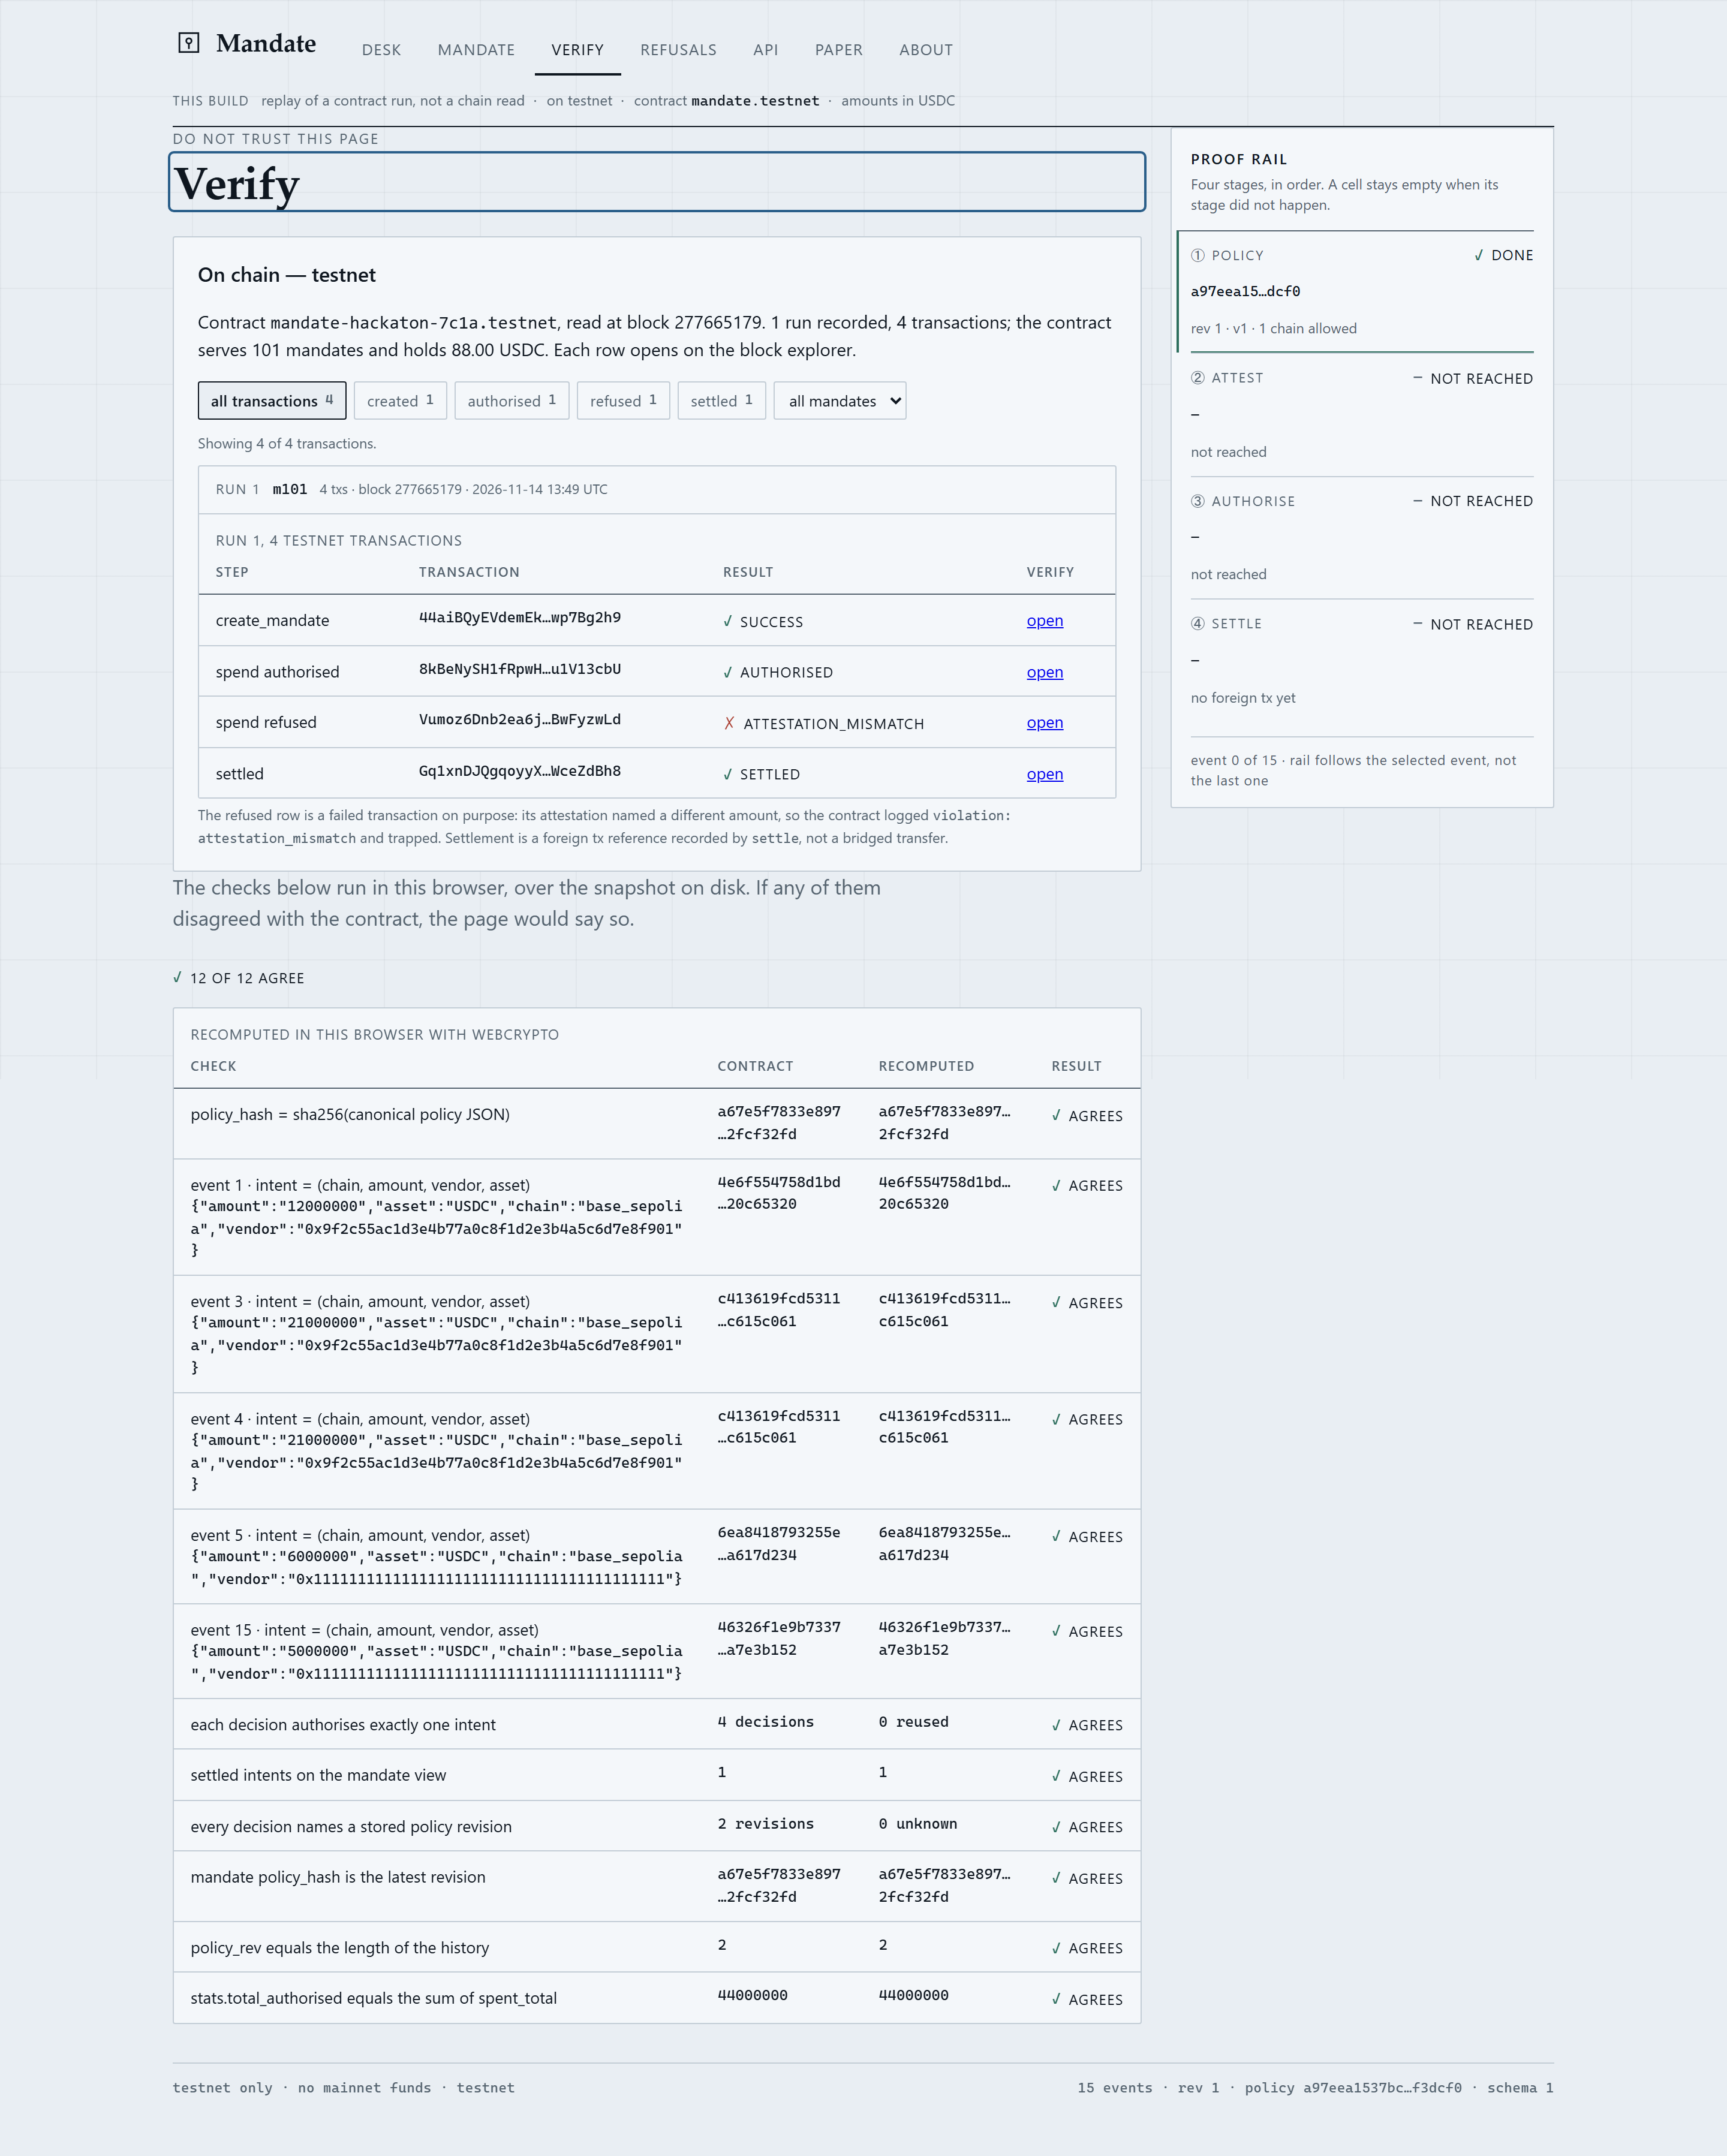 Mandate
DESK
MANDATE
VERIFY
REFUSALS
API
PAPER
ABOUT
THIS BUILD replay of a contract run, not a chain read · on testnet · contract mandate.testnet · amounts in USDC
DO NOT TRUST THIS PAGE
Verify
On chain — testnet
Contract mandate-hackaton-7c1a.testnet, read at block 277665179. 1 run recorded, 4 transactions; the contract
serves 101 mandates and holds 88.00 USDC. Each row opens on the block explorer.
all transactions 4
created 1
authorised 1
refused 1
settled 1
all mandates
Showing 4 of 4 transactions.
RUN 1 m101 4 txs · block 277665179 · 2026-11-14 13:49 UTC
RUN 1, 4 TESTNET TRANSACTIONS
STEP TRANSACTION RESULT VERIFY
create_mandate 44aiBQyEVdemEk…wp7Bg2h9 ✓ SUCCESS open
spend authorised 8kBeNySH1fRpwH…u1V13cbU ✓ AUTHORISED open
spend refused Vumoz6Dnb2ea6j…BwFyzwLd ✗ ATTESTATION_MISMATCH open
settled Gq1xnDJQgqoyyX…WceZdBh8 ✓ SETTLED open
The refused row is a failed transaction on purpose: its attestation named a different amount, so the contract logged violation:
attestation_mismatch and trapped. Settlement is a foreign tx reference recorded by settle, not a bridged transfer.
The checks below run in this browser, over the snapshot on disk. If any of them
disagreed with the contract, the page would say so.
✓ 12 OF 12 AGREE
RECOMPUTED IN THIS BROWSER WITH WEBCRYPTO
CHECK CONTRACT RECOMPUTED RESULT
policy_hash = sha256(canonical policy JSON) a67e5f7833e897 a67e5f7833e897… ✓ AGREES
…2fcf32fd 2fcf32fd
event 1 · intent = (chain, amount, vendor, asset) 4e6f554758d1bd 4e6f554758d1bd… ✓ AGREES
{"amount":"12000000","asset":"USDC","chain":"base_sepoli …20c65320 20c65320
a","vendor":"0x9f2c55ac1d3e4b77a0c8f1d2e3b4a5c6d7e8f901"
}
event 3 · intent = (chain, amount, vendor, asset) c413619fcd5311 c413619fcd5311… ✓ AGREES
{"amount":"21000000","asset":"USDC","chain":"base_sepoli …c615c061 c615c061
a","vendor":"0x9f2c55ac1d3e4b77a0c8f1d2e3b4a5c6d7e8f901"
}
event 4 · intent = (chain, amount, vendor, asset) c413619fcd5311 c413619fcd5311… ✓ AGREES
{"amount":"21000000","asset":"USDC","chain":"base_sepoli …c615c061 c615c061
a","vendor":"0x9f2c55ac1d3e4b77a0c8f1d2e3b4a5c6d7e8f901"
}
event 5 · intent = (chain, amount, vendor, asset) 6ea8418793255e 6ea8418793255e… ✓ AGREES
{"amount":"6000000","asset":"USDC","chain":"base_sepolia …a617d234 a617d234
","vendor":"0x1111111111111111111111111111111111111111"}
event 15 · intent = (chain, amount, vendor, asset) 46326f1e9b7337 46326f1e9b7337… ✓ AGREES
{"amount":"5000000","asset":"USDC","chain":"base_sepolia …a7e3b152 a7e3b152
","vendor":"0x1111111111111111111111111111111111111111"}
each decision authorises exactly one intent 4 decisions 0 reused ✓ AGREES
settled intents on the mandate view 1 1 ✓ AGREES
every decision names a stored policy revision 2 revisions 0 unknown ✓ AGREES
mandate policy_hash is the latest revision a67e5f7833e897 a67e5f7833e897… ✓ AGREES
…2fcf32fd 2fcf32fd
policy_rev equals the length of the history 2 2 ✓ AGREES
stats.total_authorised equals the sum of spent_total 44000000 44000000 ✓ AGREES
PROOF RAIL
Four stages, in order. A cell stays empty when its
stage did not happen.
① POLICY ✓ DONE
a97eea15…dcf0
rev 1 · v1 · 1 chain allowed
② ATTEST — NOT REACHED
—
not reached
③ AUTHORISE — NOT REACHED
—
not reached
④ SETTLE — NOT REACHED
—
no foreign tx yet
event 0 of 15 · rail follows the selected event, not
the last one
testnet only · no mainnet funds · testnet
15 events · rev 1 · policy a97eea1537bc…f3dcf0 · schema 1